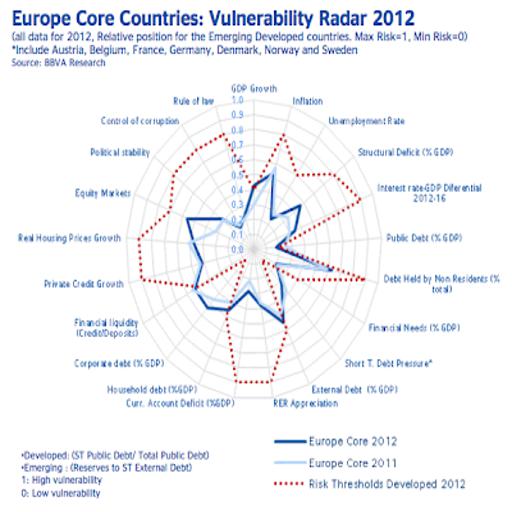 Europe Core Countries: Vulnerability Radar 2012
(all data for 2012, Relative position for the Emerging Developed countries. Max Risk=1, Min Risk=0)
*Include Austria, Belgium, France, Germany, Denmark, Norway and Sweden
Source: BBVA Research
GDP Growth
Inflation
Unemployment Rate
Structural Deficit (% GDP)
Interest rate-GDP Diferential
2012-16
Public Debt (% GDP)
Debt Held by Non Residents (%
total)
Financial Needs (% GDP)
Short T. Debt Pressure*
External Debt (% GDP)
RER Appreciation
Curr. Account Deficit (%GDP)
Household debt (%GDP)
Corporate debt (% GDP)
Financial liquidity
(Credit/Deposits)
Private Credit Growth
Real Housing Prices Growth
Equity Markets
Political stability
Control of corruption
Rule of law
1.0
0.9
0.8
0.7
0.6
0.5
0.4
0.3
0.2
0.1
0.0
•Developed: (ST Public Debt/ Total Public Debt)
•Emerging : (Reserves to ST External Debt)
1: High vulnerability
0: Low vulnerability
Europe Core 2012
Europe Core 2011
Risk Thresholds Developed 2012